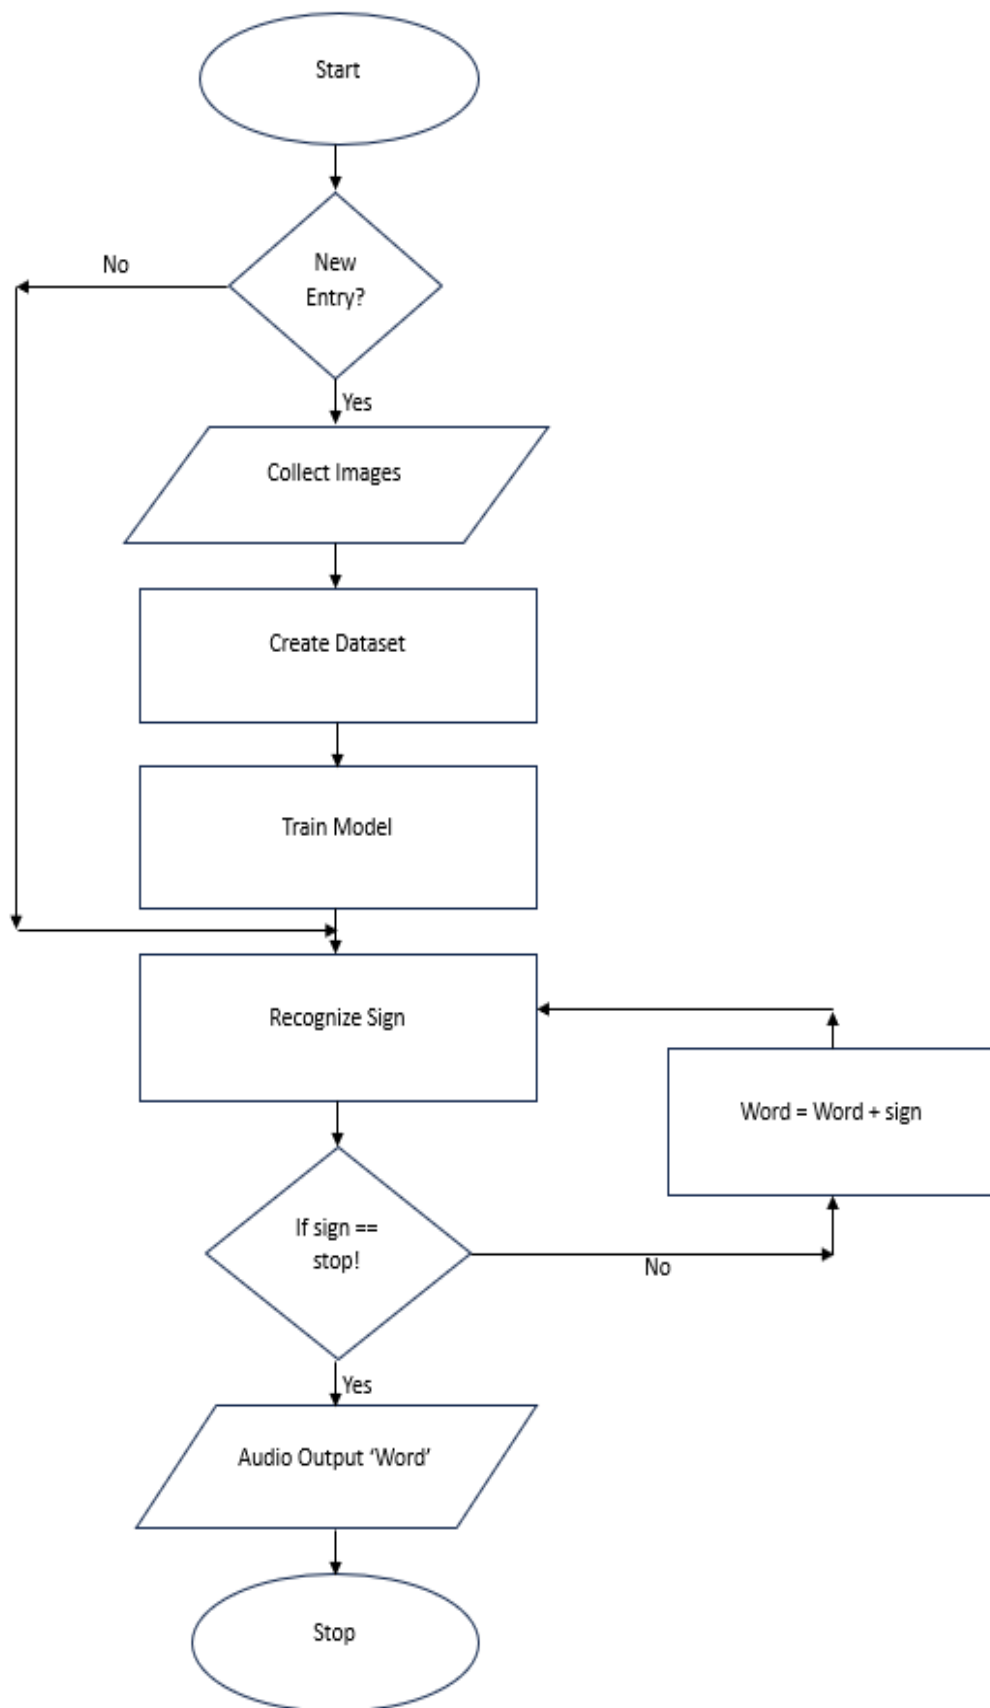 Start
New
Entry?
No
Yes
Collect Images
Create Dataset
Train Model
Recognize Sign
Word = Word + sign
If sign ==
stop!
No
Yes
Audio Output ‘Word’
Stop